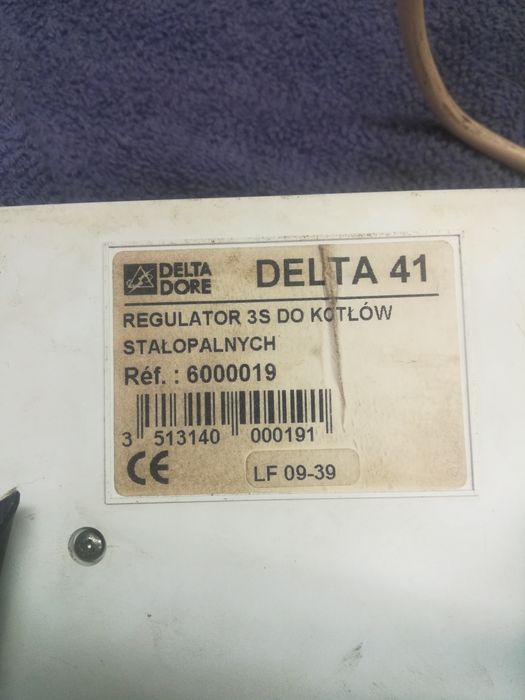 DELTA DORE
DELTA 41
REGULATOR 3S DO KOTŁÓW
STAŁOPALNYCH
Réf. : 6000019
3 513140 000191
CE
LF 09-39